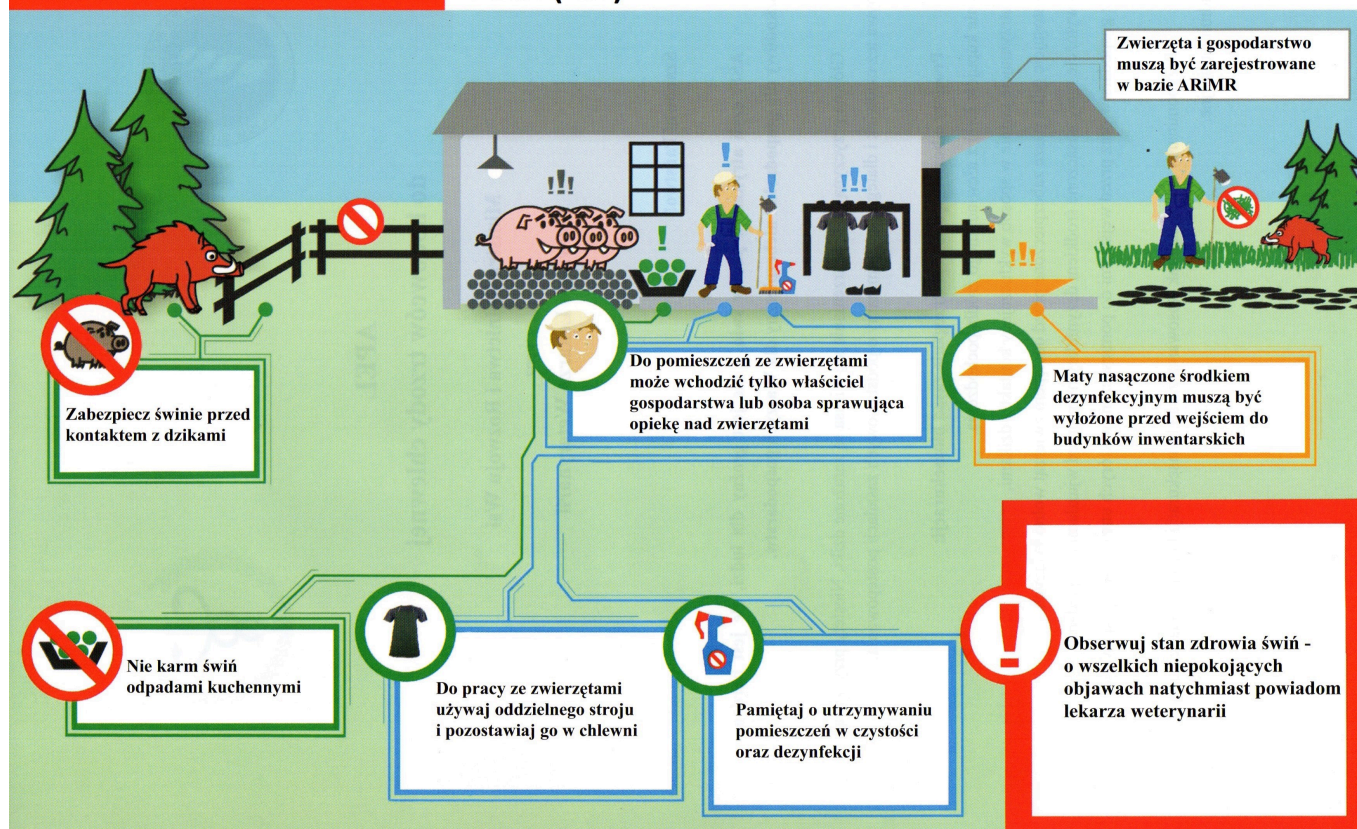 Zwierzęta i gospodarstwo
muszą być zarejestrowane
w bazie ARiMR
Zabezpiecz świnie przed
kontaktem z dzikami
Do pomieszczeń ze zwierzętami
może wchodzić tylko właściciel
gospodarstwa lub osoba sprawująca
opiekę nad zwierzętami
Maty nasączone środkiem
dezynfekcyjnym muszą być
wyłożone przed wejściem do
budynków inwentarskich
Nie karm świń
odpadami kuchennymi
Do pracy ze zwierzętami
używaj oddzielnego stroju
i pozostawiaj go w chlewni
Pamiętaj o utrzymywaniu
pomieszczeń w czystości
oraz dezynfekcji
Obserwuj stan zdrowia świń -
o wszelkich niepokojących
objawach natychmiast powiadom
lekarza weterynarii